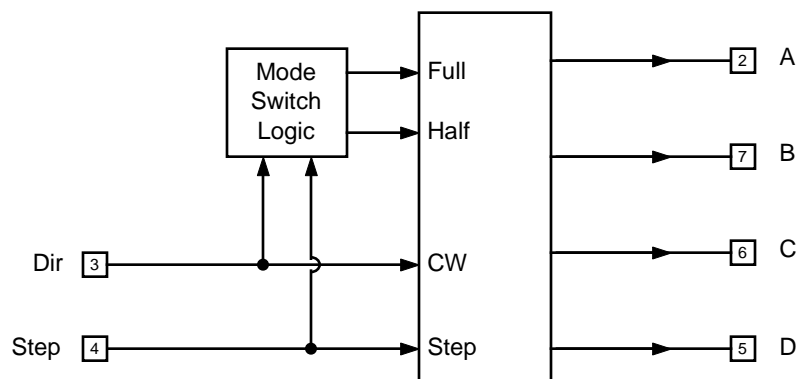 Mode
Switch
Logic
Full
Half
CW
Step
Dir 3
Step 4
2 A
7 B
6 C
5 D